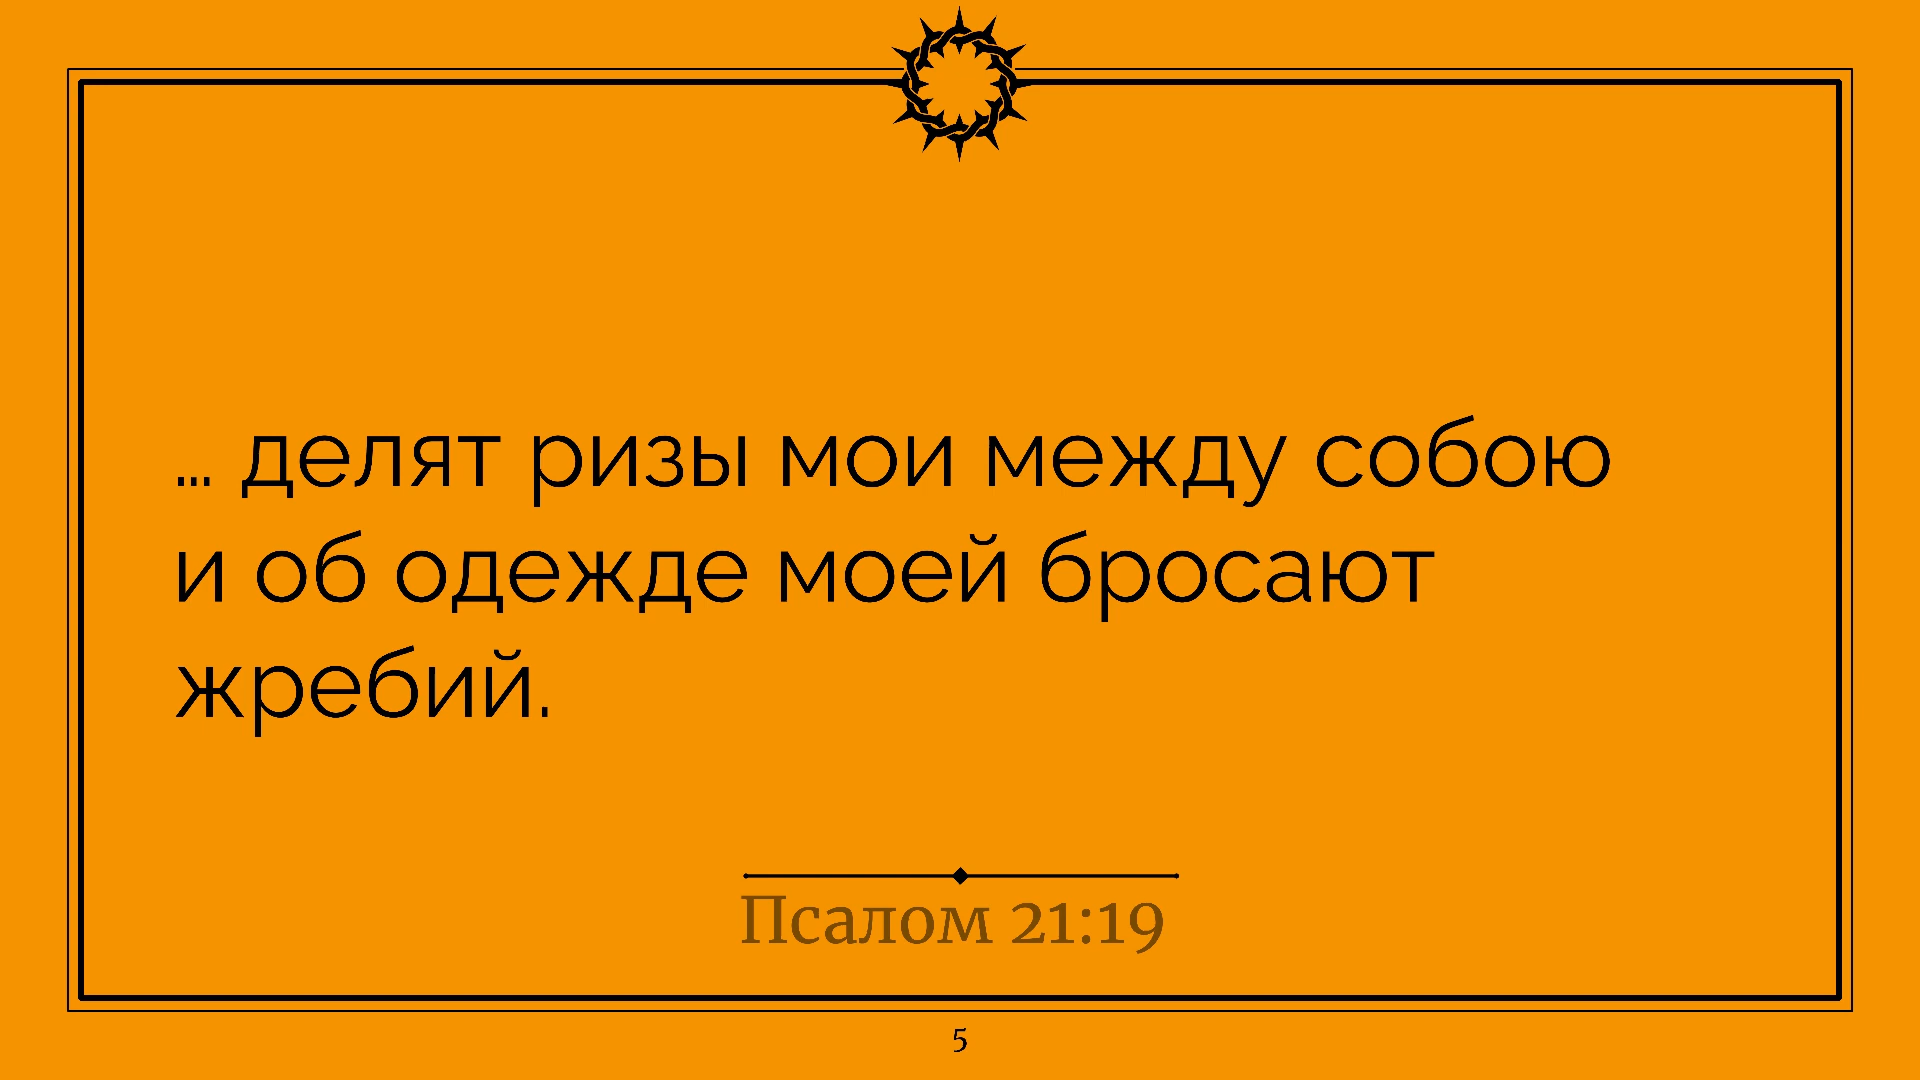 ... делят ризы мои между собою
и об одежде моей бросают
жребий.
Псалом 21:19
5